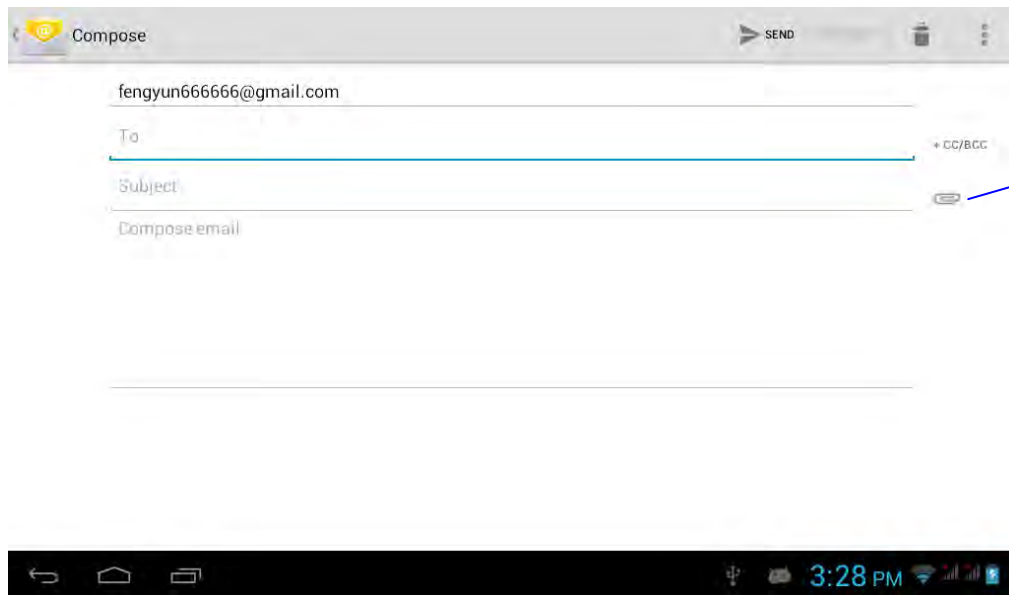 Compose
SEND
fengyun666666@gmail.com
To
+ CC/BCC
Subject
Compose email
3:28 PM